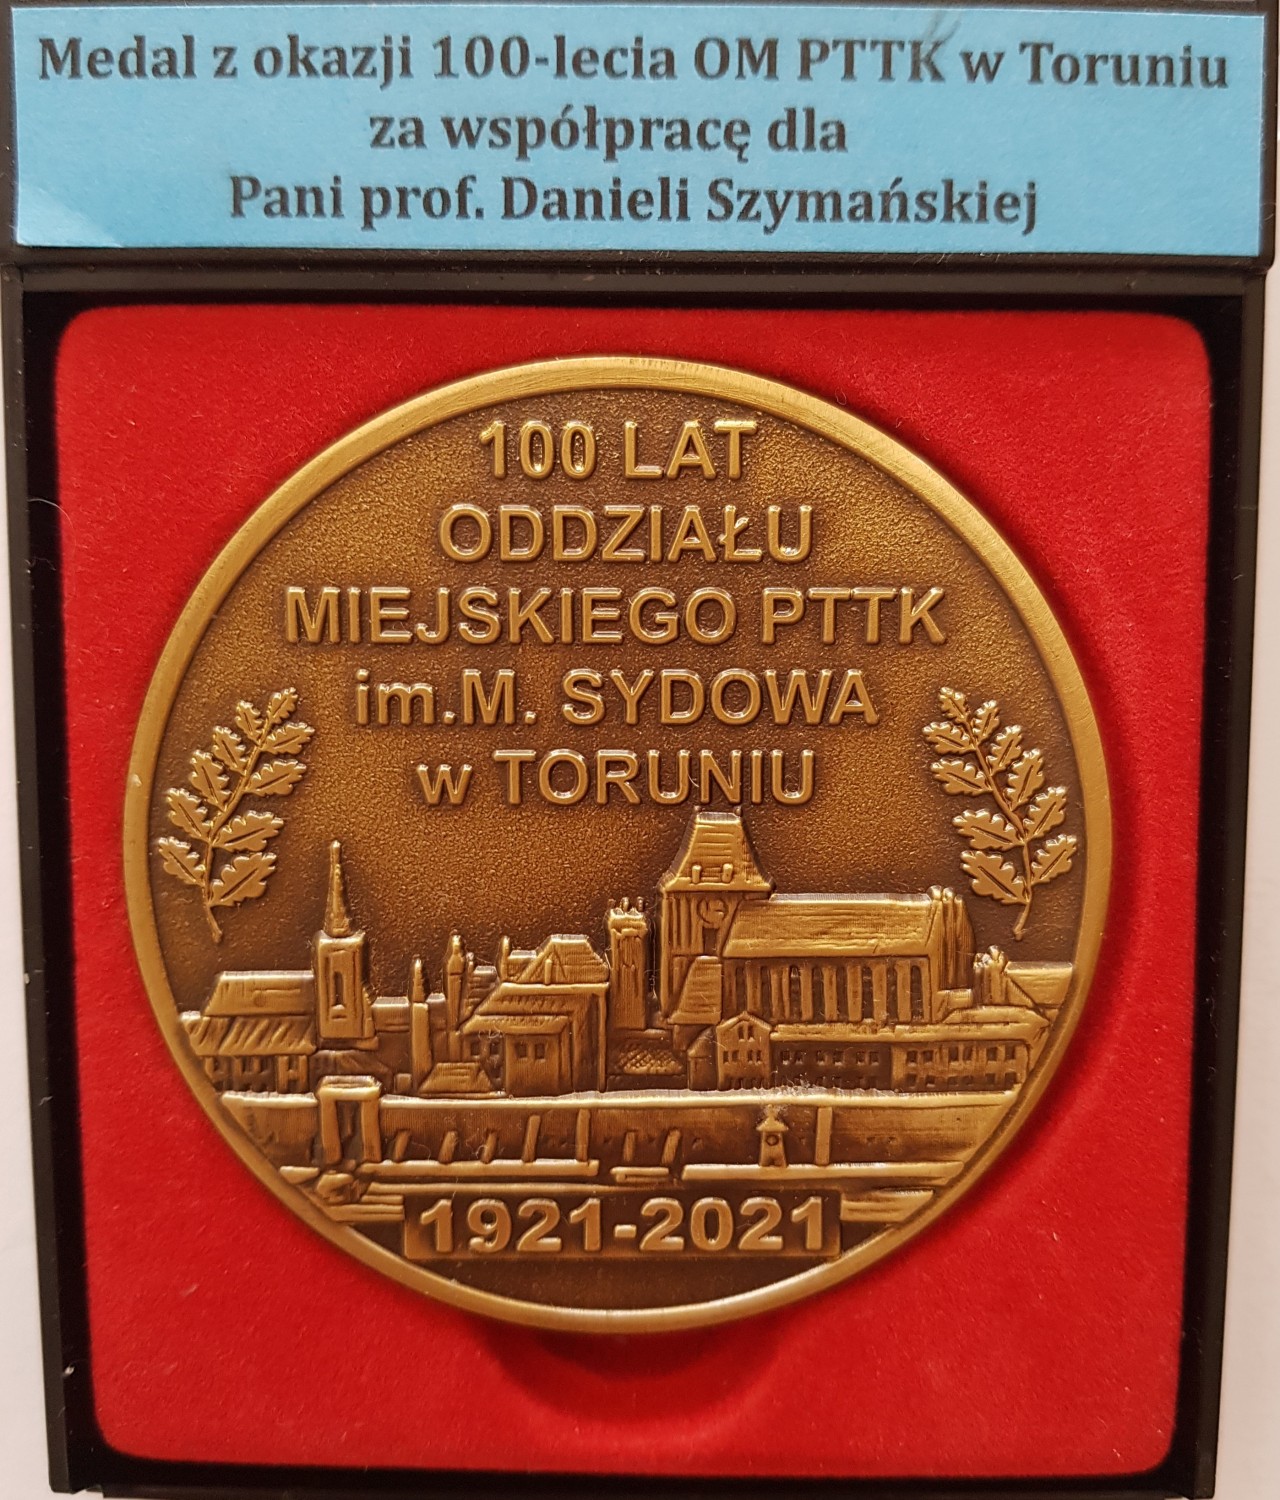 Medal z okazji 100-lecia OM PTTK w Toruniu
za współpracę dla
Pani prof. Danieli Szymańskiej
100 LAT
ODDZIAŁU
MIEJSKIEGO PTTK
im.M. SYDOWA
w TORUNIU
1921-2021